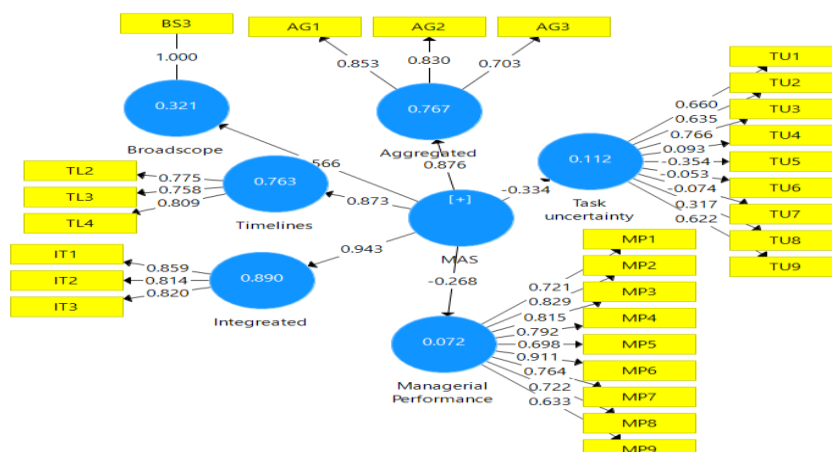 BS3
AG1
AG2
AG3
1.000
0.853
0.830
0.703
0.321
Broadscope
0.767
Aggregated
0.876
566
TL2
TL3
TL4
0.775
0.758
0.809
0.763
Timelines
0.873
IT1
IT2
IT3
0.859
0.814
0.820
0.890
Integreated
0.943
[+]
MAS
-0.334
-0.268
0.112
Task
uncertainty
0.660
0.635
0.766
0.093
-0.354
-0.053
-0.074
0.317
0.622
TU1
TU2
TU3
TU4
TU5
TU6
TU7
TU8
TU9
0.072
Managerial
Performance
0.721
0.829
0.815
0.792
0.698
0.911
0.764
0.722
0.633
MP1
MP2
MP3
MP4
MP5
MP6
MP7
MP8
MP9